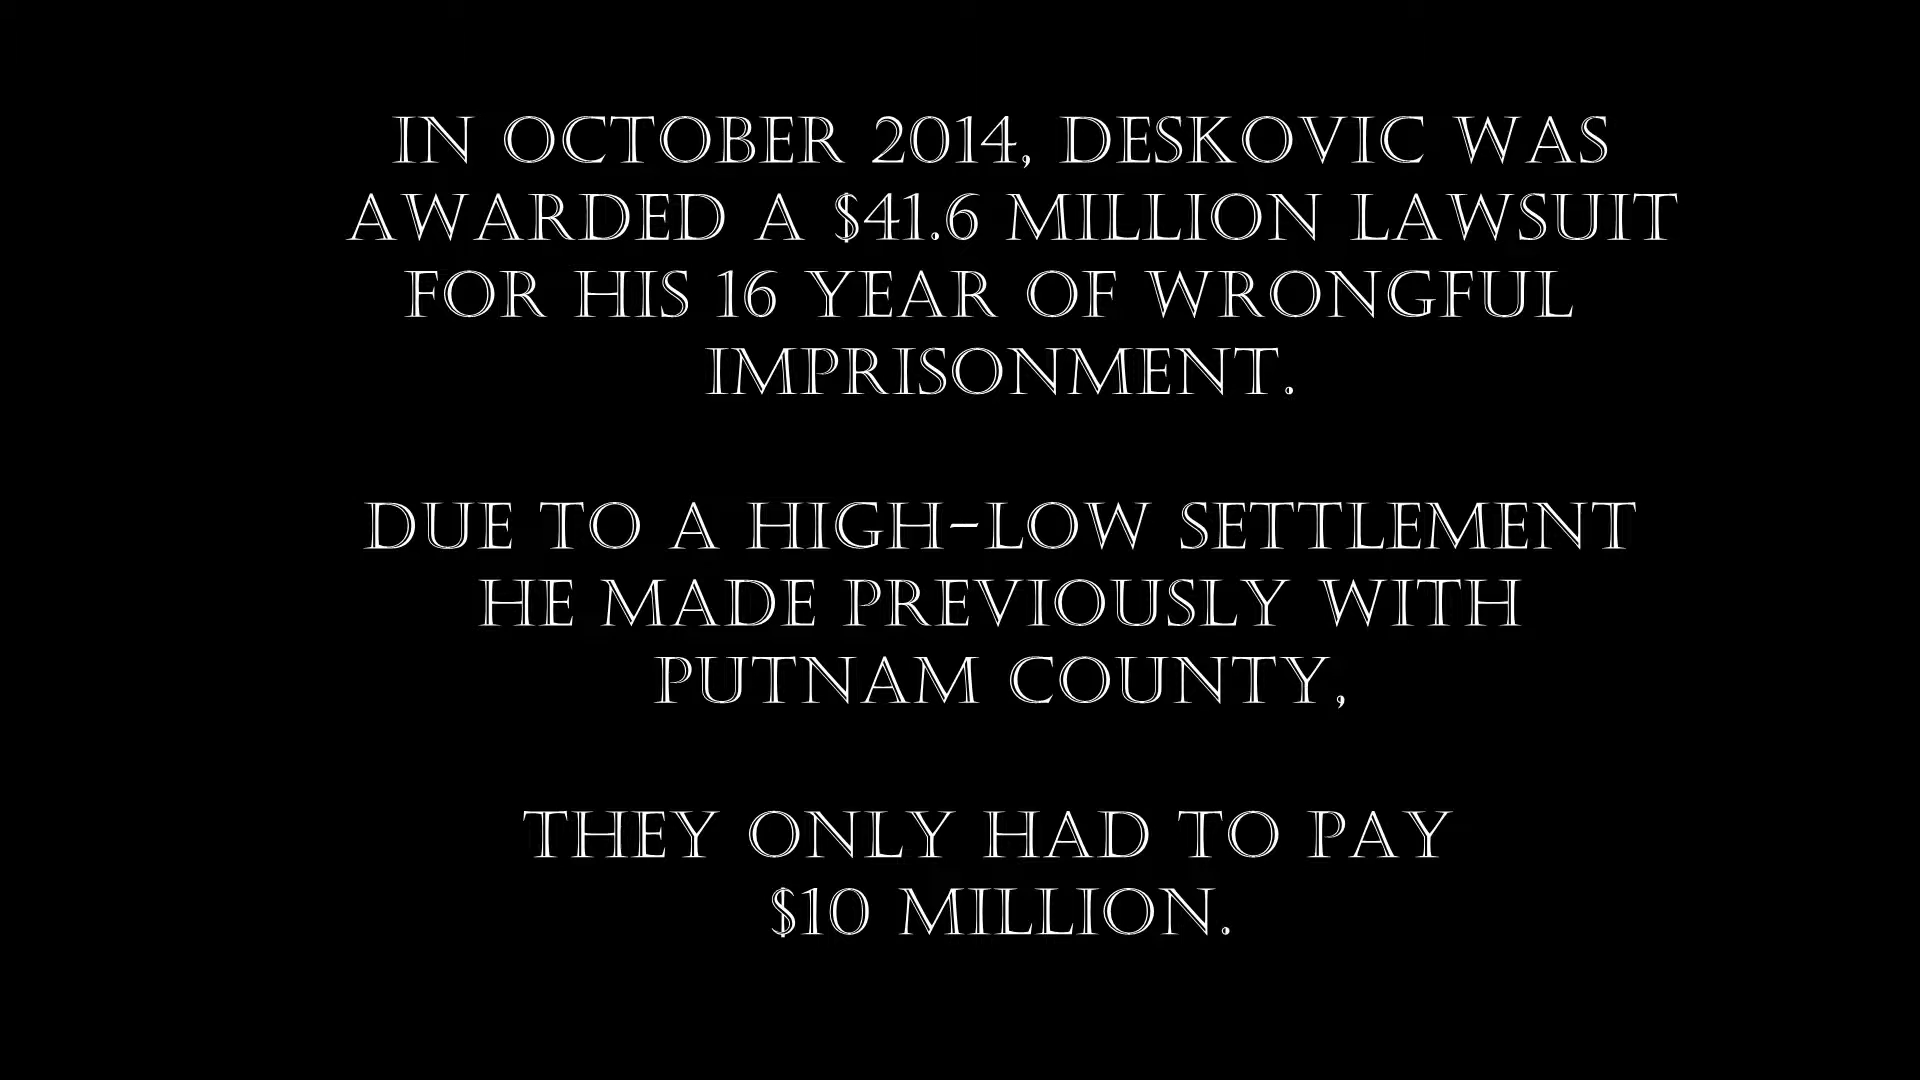 IN OCTOBER 2014, DESKOVIC WAS
AWARDED A $41.6 MILLION LAWSUIT
FOR HIS 16 YEAR OF WRONGFUL
IMPRISONMENT.
DUE TO A HIGH-LOW SETTLEMENT
HE MADE PREVIOUSLY WITH
PUTNAM COUNTY,
THEY ONLY HAD TO PAY
$10 MILLION.